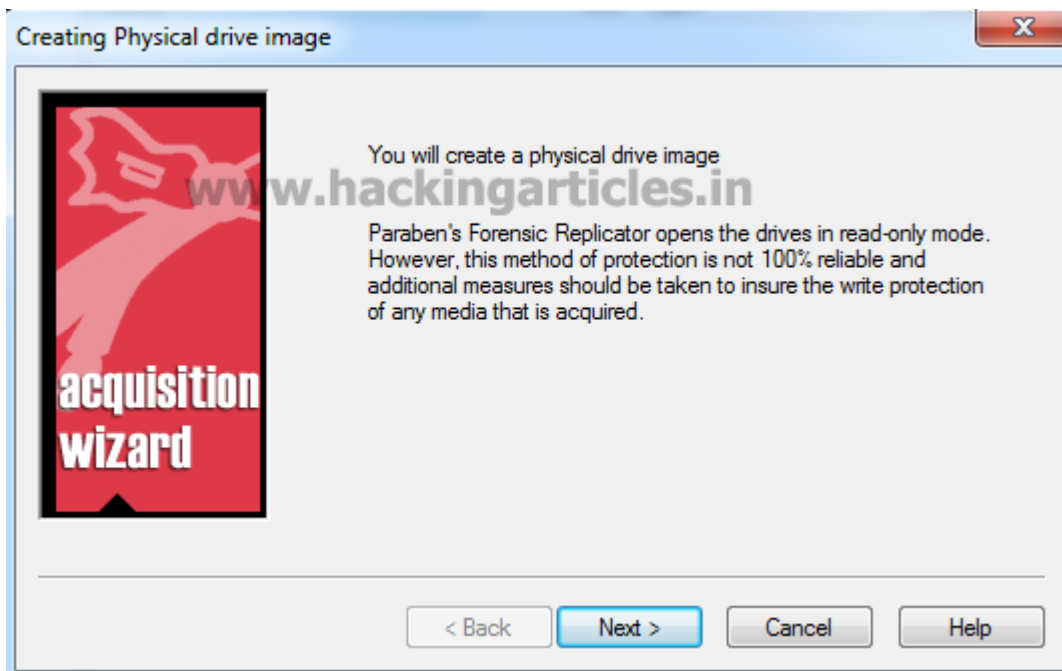 Creating Physical drive image
X
You will create a physical drive image
www.hackingarticles.in
Paraben's Forensic Replicator opens the drives in read-only mode.
However, this method of protection is not 100% reliable and
additional measures should be taken to insure the write protection
of any media that is acquired.
acquisition
wizard
< Back
Next >
Cancel
Help